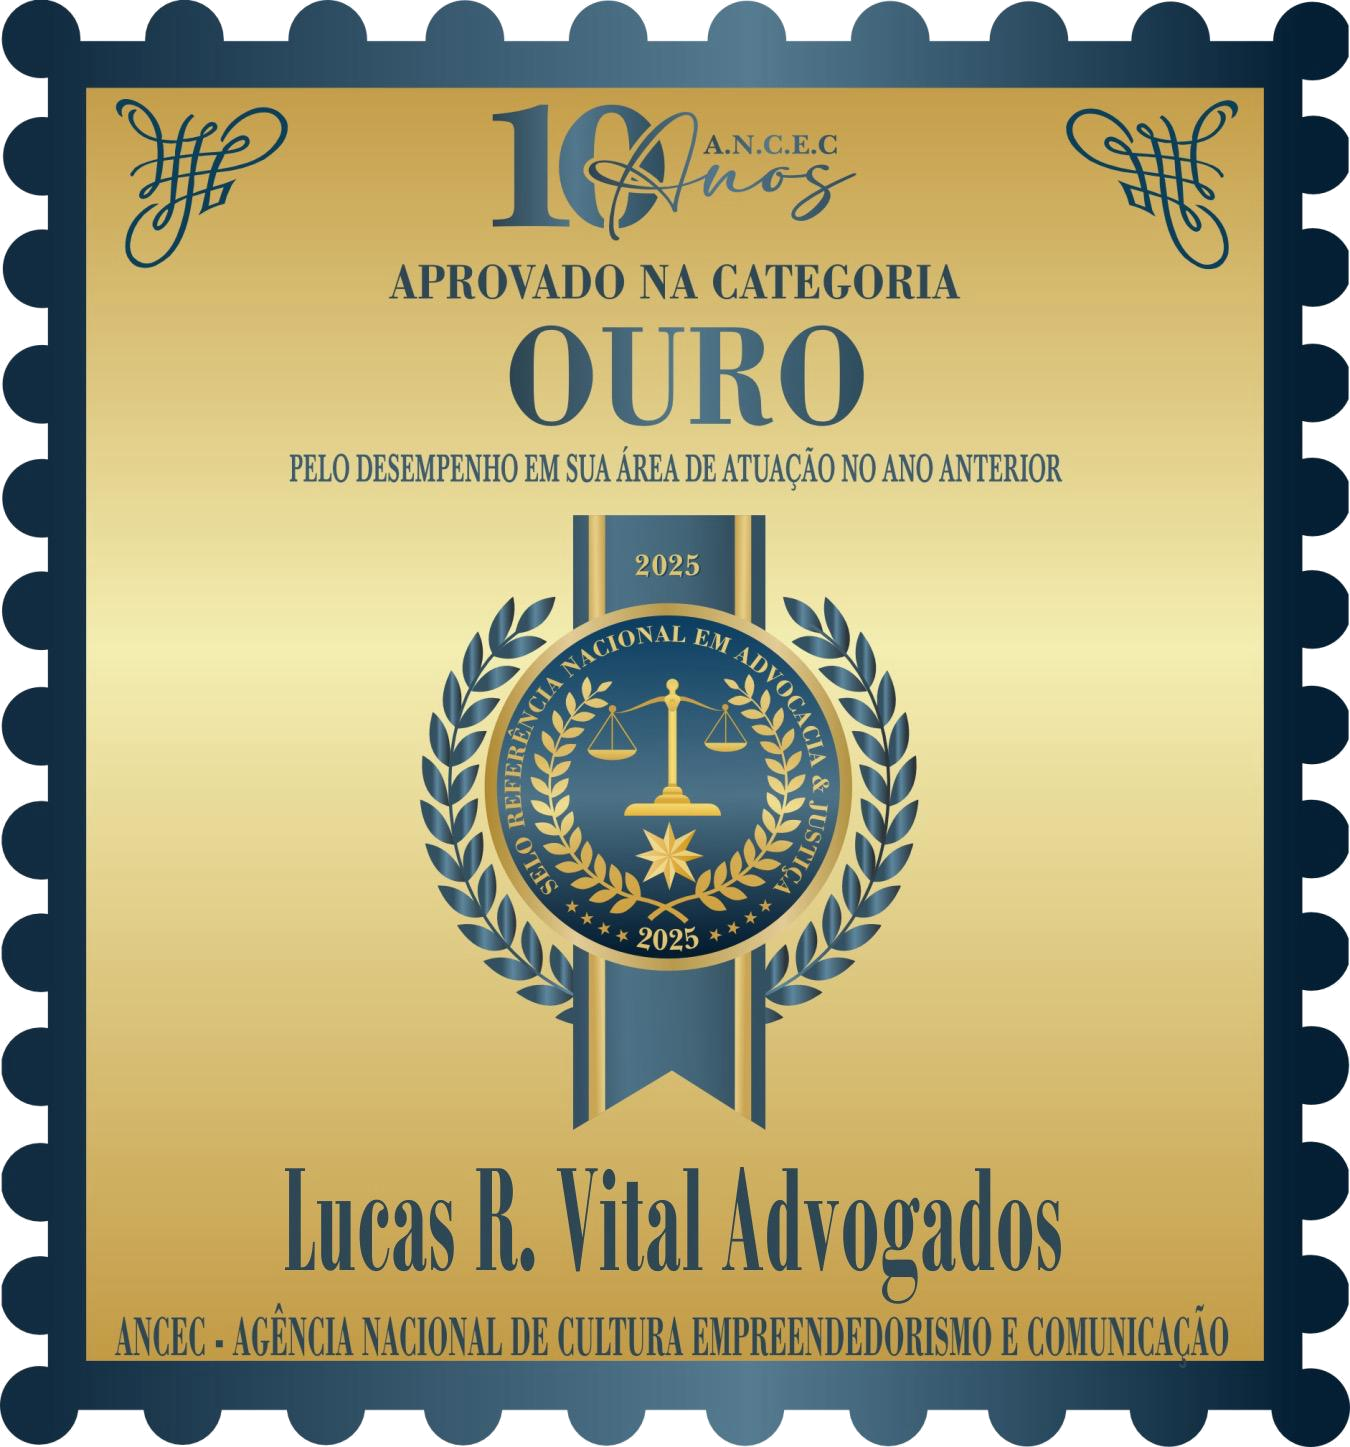 10 Anos A.N.C.E.C
APROVADO NA CATEGORIA
OURO
PELO DESEMPENHO EM SUA ÁREA DE ATUAÇÃO NO ANO ANTERIOR
2025
SELO REFERÊNCIA NACIONAL EM ADVOCACIA & JUSTIÇA
2025
Lucas R. Vital Advogados
ANCEC - AGÊNCIA NACIONAL DE CULTURA EMPREENDEDORISMO E COMUNICAÇÃO